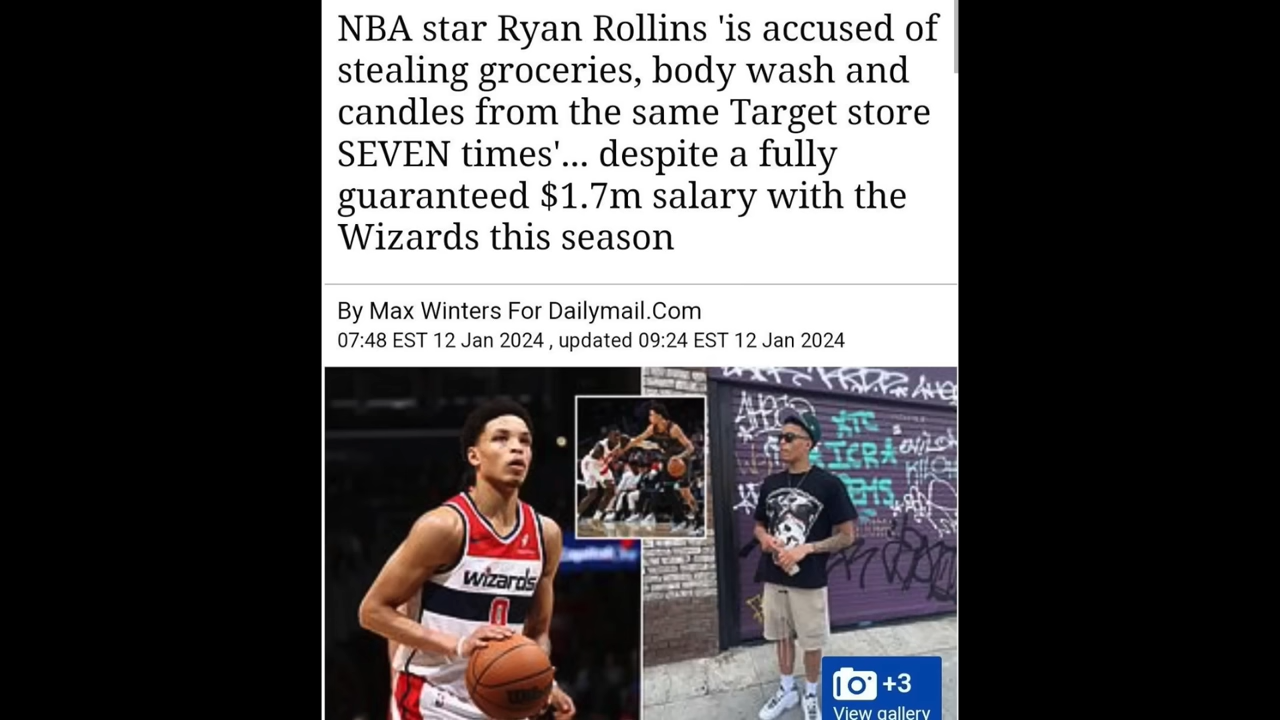 NBA star Ryan Rollins 'is accused of
stealing groceries, body wash and
candles from the same Target store
SEVEN times'... despite a fully
guaranteed $1.7m salary with the
Wizards this season
By Max Winters For Dailymail.Com
07:48 EST 12 Jan 2024 , updated 09:24 EST 12 Jan 2024
wizards
0
+3
View gallery